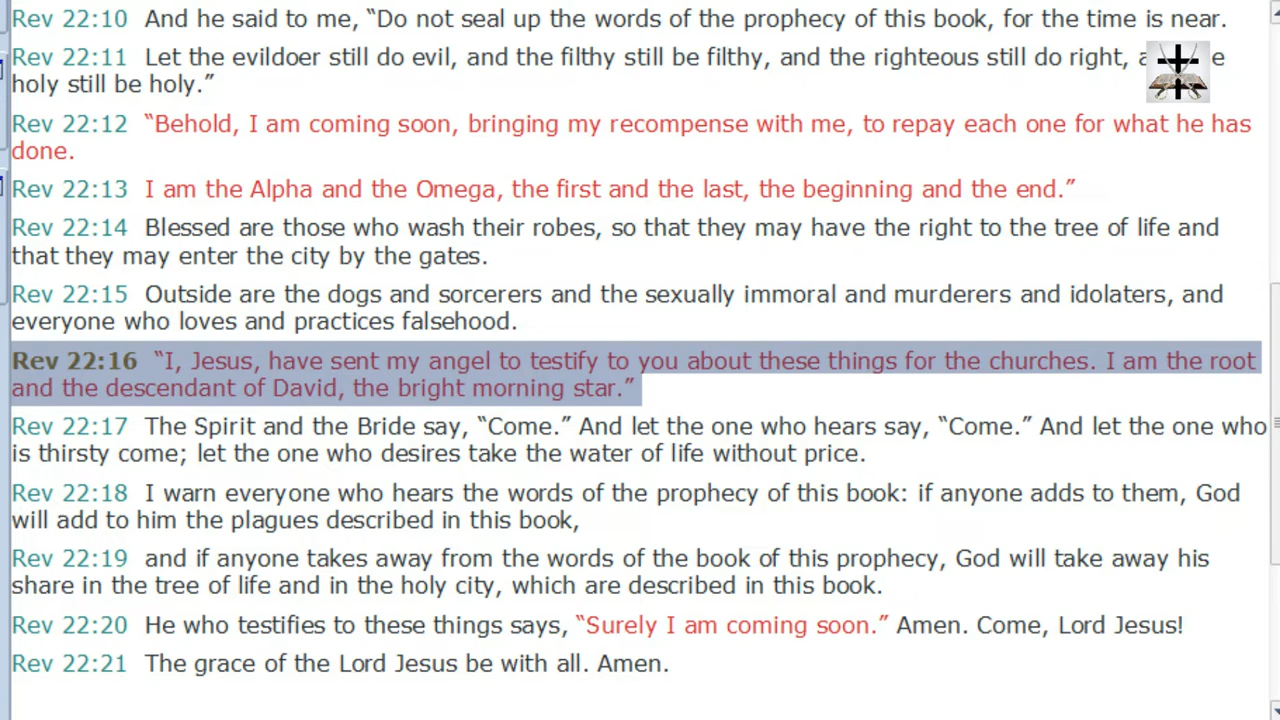 Rev 22:10 And he said to me, “Do not seal up the words of the prophecy of this book, for the time is near.
Rev 22:11 Let the evildoer still do evil, and the filthy still be filthy, and the righteous still do right,
holy still be holy.”
Rev 22:12 “Behold, I am coming soon, bringing my recompense with me, to repay each one for what he has
done.
Rev 22:13 I am the Alpha and the Omega, the first and the last, the beginning and the end.”
Rev 22:14 Blessed are those who wash their robes, so that they may have the right to the tree of life and
that they may enter the city by the gates.
Rev 22:15 Outside are the dogs and sorcerers and the sexually immoral and murderers and idolaters, and
everyone who loves and practices falsehood.
Rev 22:16 “I, Jesus, have sent my angel to testify to you about these things for the churches. I am the root
and the descendant of David, the bright morning star.”
Rev 22:17 The Spirit and the Bride say, “Come.” And let the one who hears say, “Come.” And let the one who
is thirsty come; let the one who desires take the water of life without price.
Rev 22:18 I warn everyone who hears the words of the prophecy of this book: if anyone adds to them, God
will add to him the plagues described in this book,
Rev 22:19 and if anyone takes away from the words of the book of this prophecy, God will take away his
share in the tree of life and in the holy city, which are described in this book.
Rev 22:20 He who testifies to these things says, “Surely I am coming soon.” Amen. Come, Lord Jesus!
Rev 22:21 The grace of the Lord Jesus be with all. Amen.